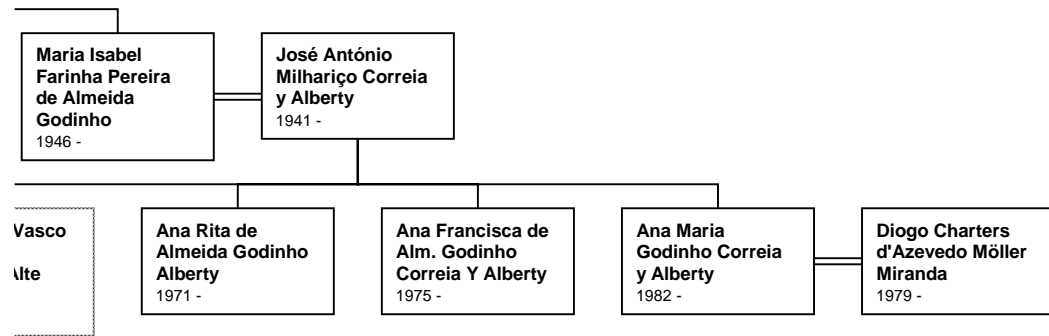 Maria Isabel
Farinha Pereira
de Almeida
Godinho
1946 -
José António
Milhariço Correia
y Alberty
1941 -
Vasco
Alte
Ana Rita de
Almeida Godinho
Alberty
1971 -
Ana Francisca de
Alm. Godinho
Correia Y Alberty
1975 -
Ana Maria
Godinho Correia
y Alberty
1982 -
Diogo Charters
d'Azevedo Möller
Miranda
1979 -